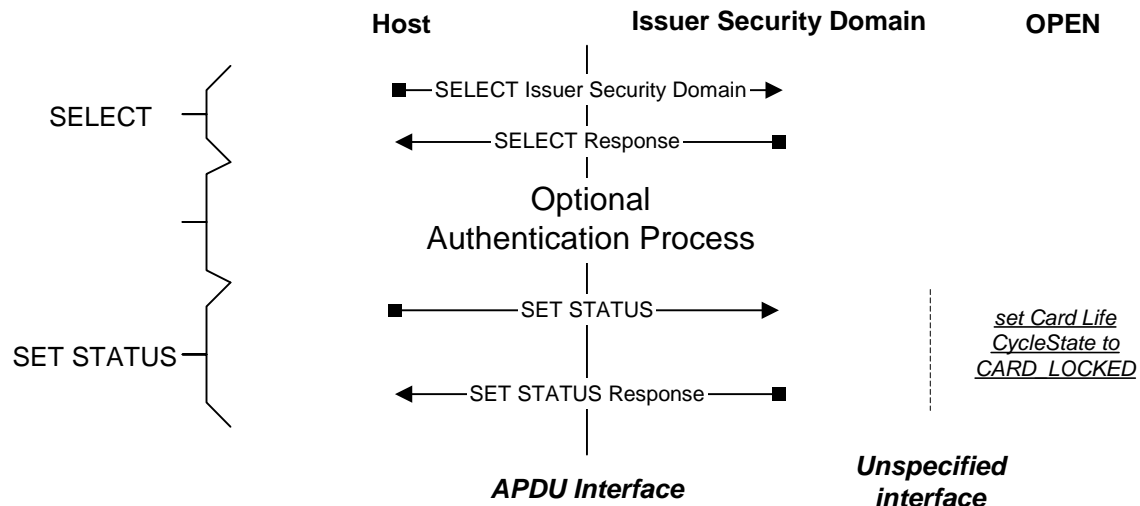 Host
Issuer Security Domain
OPEN
SELECT
SELECT Issuer Security Domain
SELECT Response
Optional
Authentication Process
SET STATUS
SET STATUS
set Card Life
CycleState to
CARD_LOCKED
SET STATUS Response
APDU Interface
Unspecified
interface